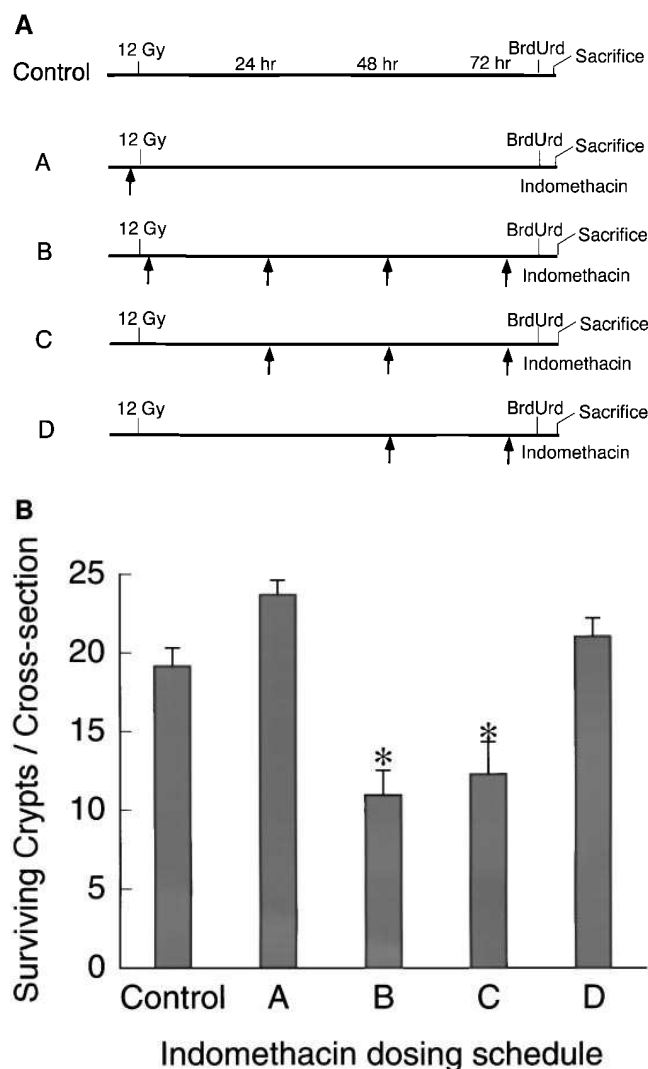 A
12 Gy 24 hr 48 hr 72 hr BrdUrd Sacrifice
Control
12 Gy BrdUrd Sacrifice
A
Indomethacin
12 Gy BrdUrd Sacrifice
B
Indomethacin
12 Gy BrdUrd Sacrifice
C
Indomethacin
12 Gy BrdUrd Sacrifice
D
Indomethacin
B
Surviving Crypts / Cross-section
25
20
15
10
5
0
* *
Control A B C D
Indomethacin dosing schedule